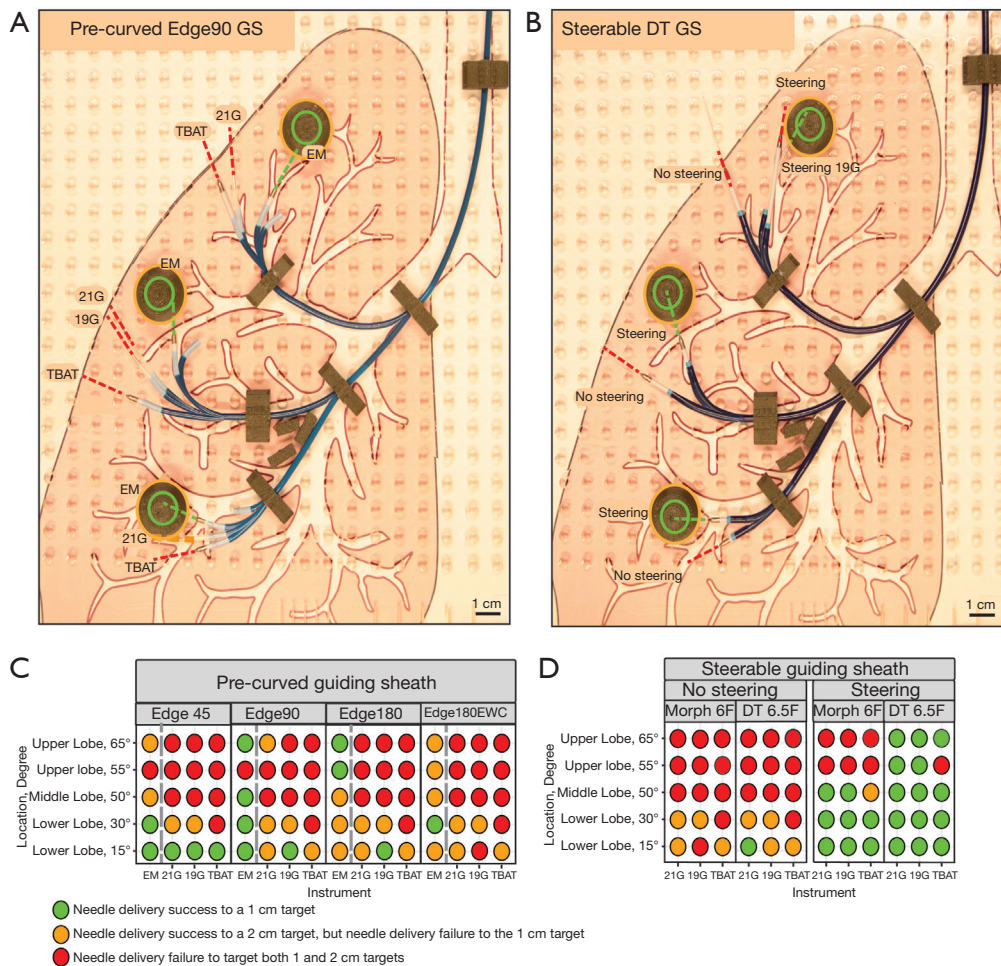 A
Pre-curved Edge90 GS
21G
TBAT
EM
EM
21G
19G
TBAT
EM
21G
TBAT
1 cm
B
Steerable DT GS
Steering
No steering
Steering 19G
Steering
No steering
Steering
No steering
1 cm
C
Pre-curved guiding sheath
Edge 45 Edge90 Edge180 Edge180EWC
Location, Degree
Upper Lobe, 65°
Upper lobe, 55°
Middle Lobe, 50°
Lower Lobe, 30°
Lower Lobe, 15°
EM 21G 19G TBAT EM 21G 19G TBAT EM 21G 19G TBAT EM 21G 19G TBAT
Instrument
D
Steerable guiding sheath
No steering Steering
Morph 6F DT 6.5F Morph 6F DT 6.5F
Location, Degree
Upper Lobe, 65°
Upper lobe, 55°
Middle Lobe, 50°
Lower Lobe, 30°
Lower Lobe, 15°
21G 19G TBAT 21G 19G TBAT 21G 19G TBAT 21G 19G TBAT
Instrument
Needle delivery success to a 1 cm target
Needle delivery success to a 2 cm target, but needle delivery failure to the 1 cm target
Needle delivery failure to target both 1 and 2 cm targets